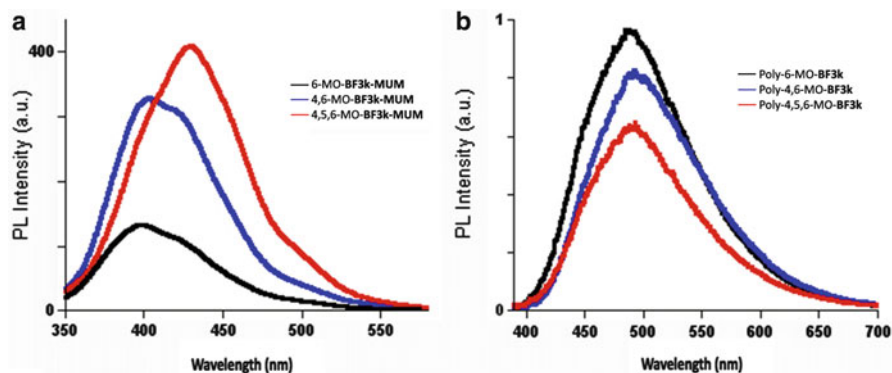 a
PL Intensity (a.u.)
400
0
350
400
450
500
550
Wavelength (nm)
6-MO-BF3k-MUM
4,6-MO-BF3k-MUM
4,5,6-MO-BF3k-MUM
b
PL Intensity (a.u.)
1
0
400
450
500
550
600
650
700
Wavelength (nm)
Poly-6-MO-BF3k
Poly-4,6-MO-BF3k
Poly-4,5,6-MO-BF3k